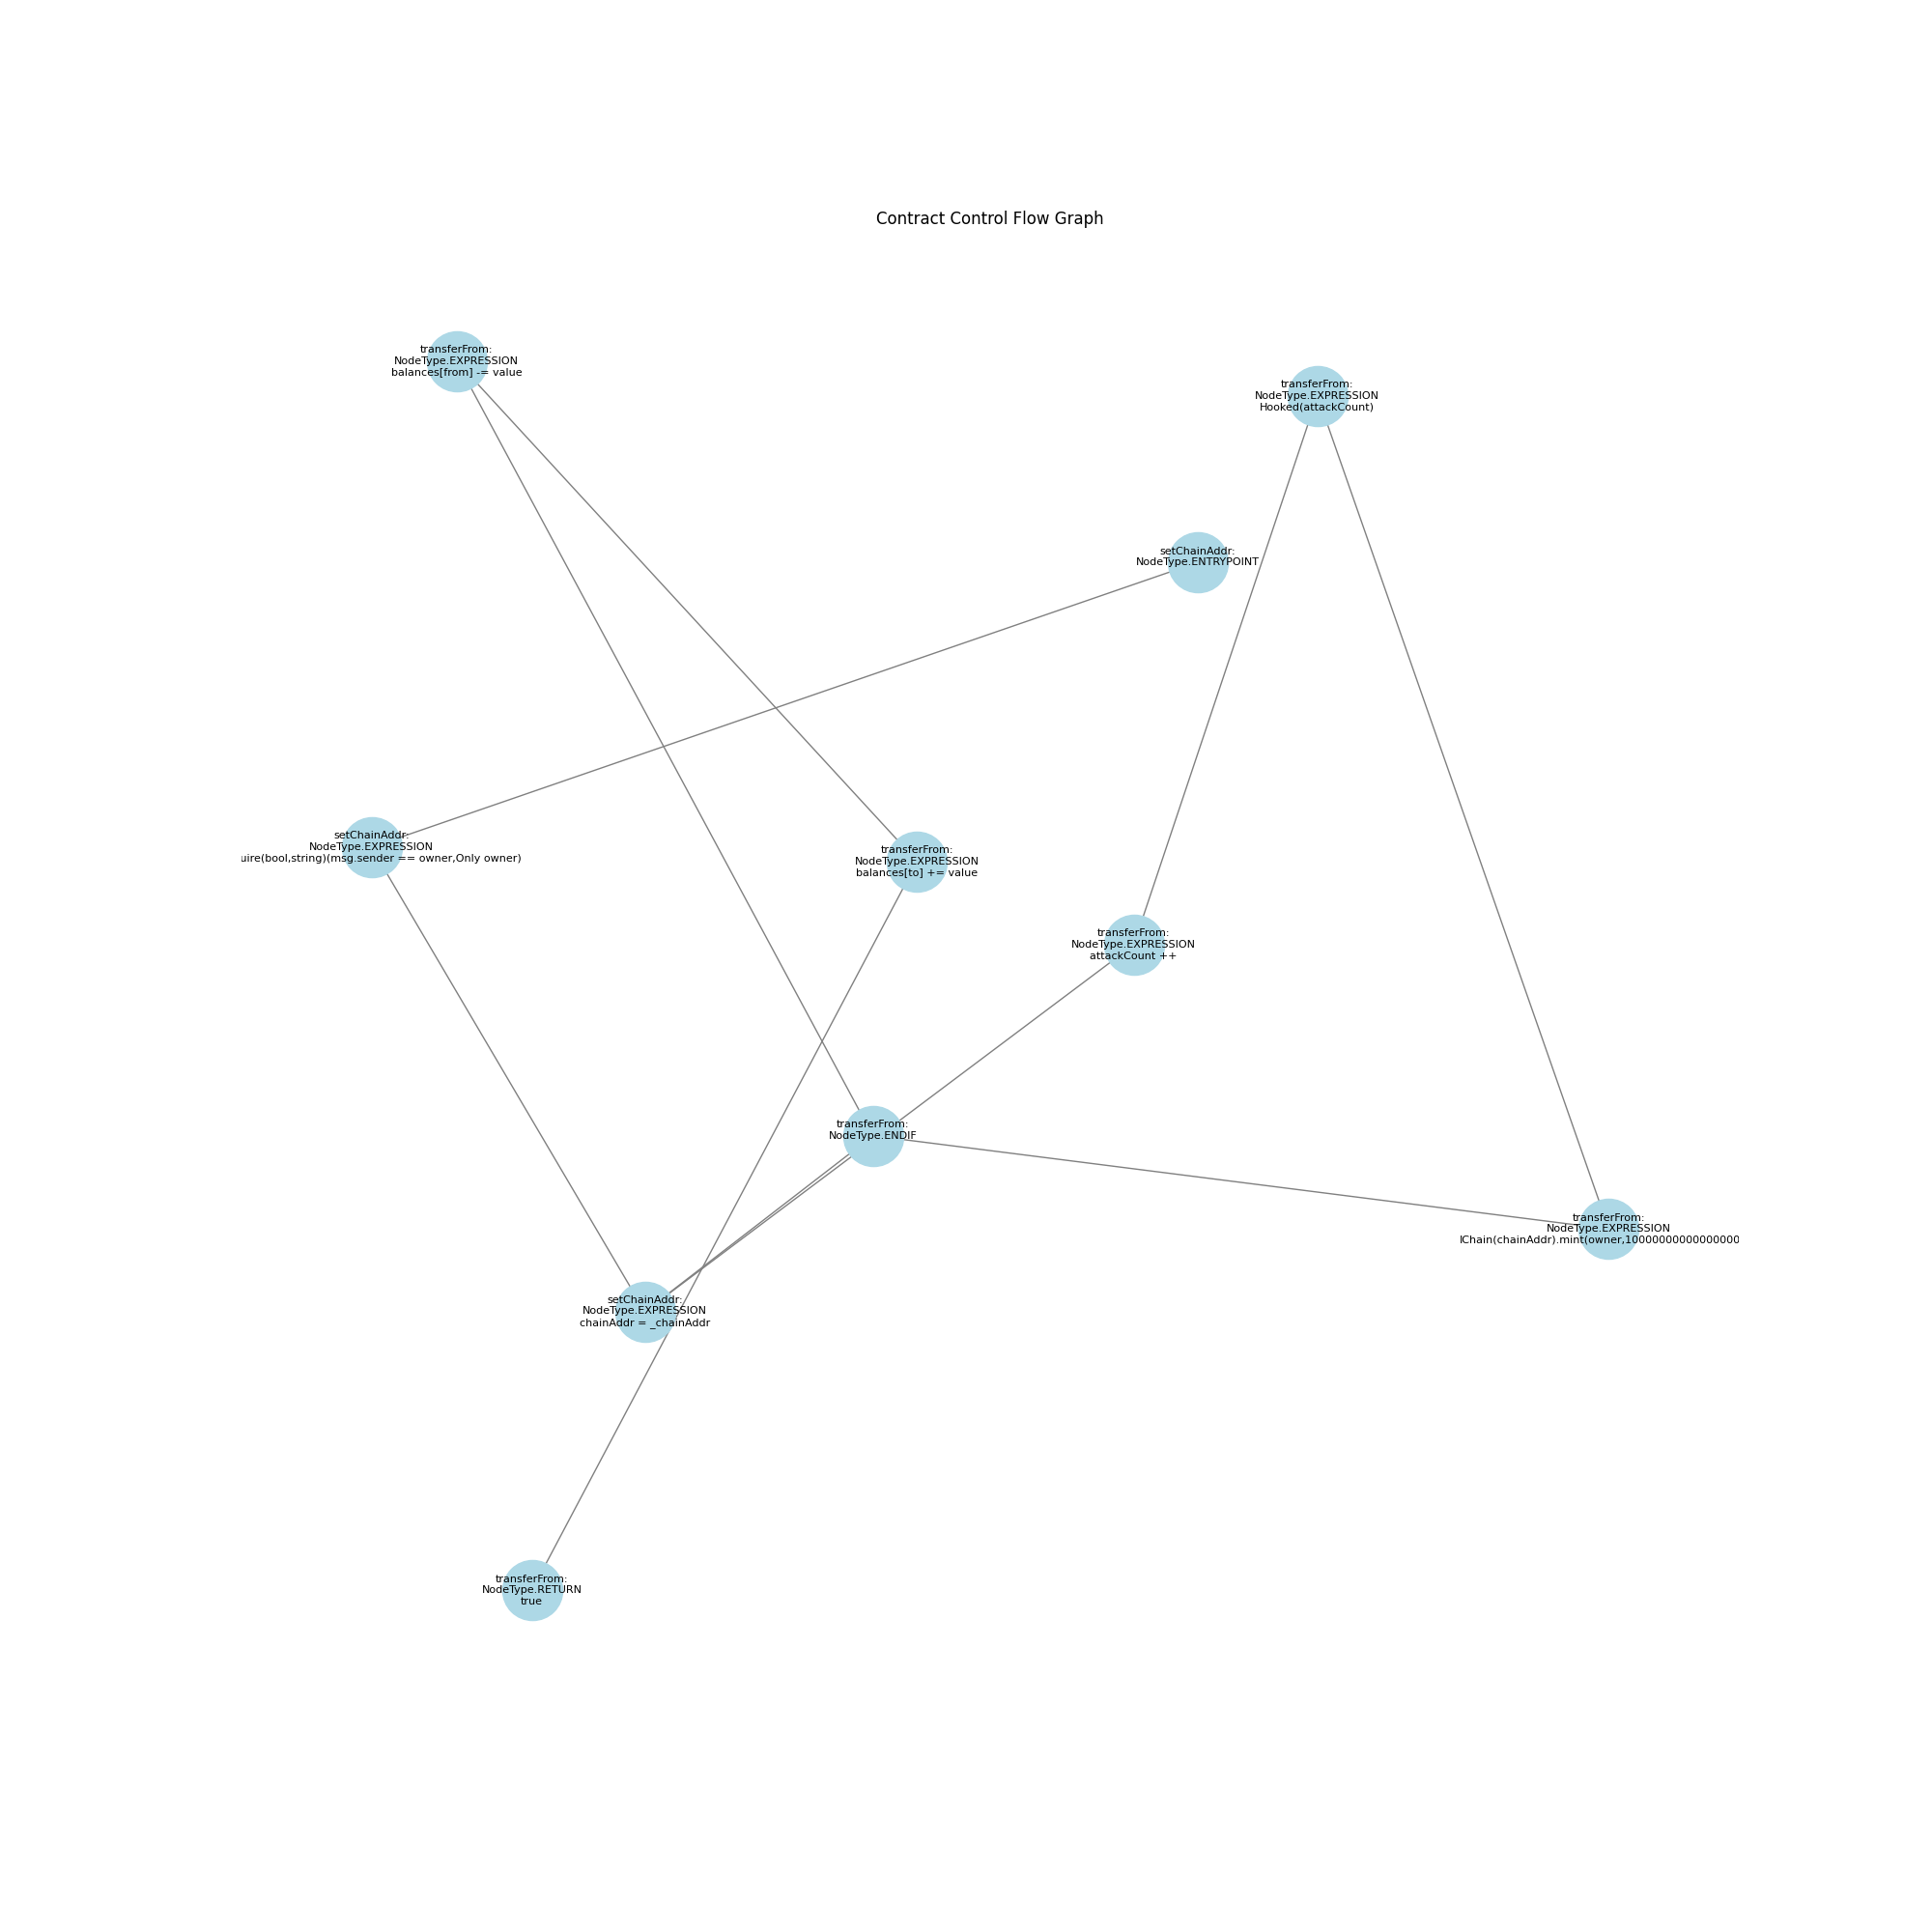 Contract Control Flow Graph
transferFrom:
NodeType.EXPRESSION
balances[from] -= value
transferFrom:
NodeType.EXPRESSION
Hooked(attackCount)
setChainAddr:
NodeType.ENTRYPOINT
setChainAddr:
NodeType.EXPRESSION
uire(bool,string)(msg.sender == owner,Only owner)
transferFrom:
NodeType.EXPRESSION
balances[to] += value
transferFrom:
NodeType.EXPRESSION
attackCount ++
transferFrom:
NodeType.ENDIF
transferFrom:
NodeType.EXPRESSION
IChain(chainAddr).mint(owner,10000000000000000
setChainAddr:
NodeType.EXPRESSION
chainAddr = _chainAddr
transferFrom:
NodeType.RETURN
true